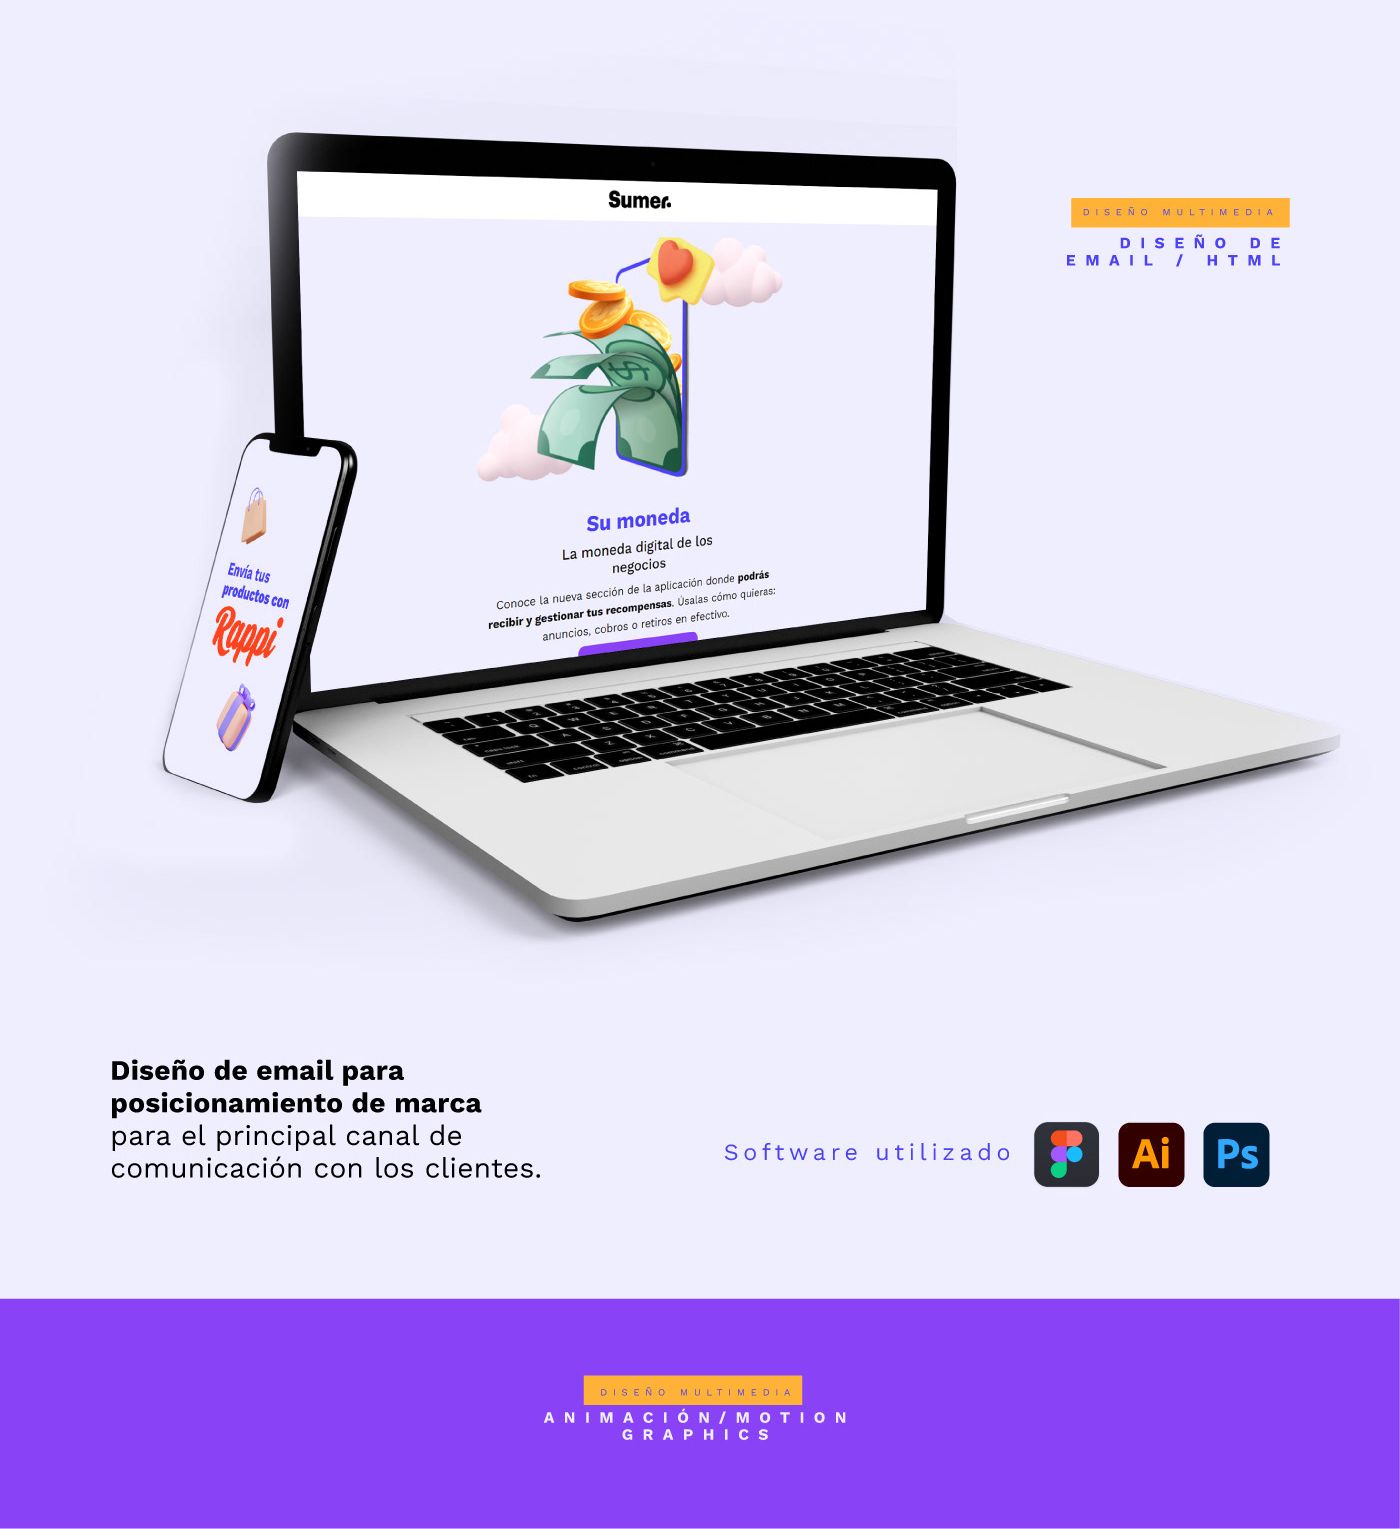 Sumer.
DISEÑO MULTIMEDIA
DISEÑO DE
EMAIL / HTML
Su moneda
La moneda digital de los
negocios
Conoce la nueva sección de la aplicación donde podrás
recibir y gestionar tus recompensas. Úsalas cómo quieras:
anuncios, cobros o retiros en efectivo.
Envía tus
productos con
Rappi
Diseño de email para
posicionamiento de marca
para el principal canal de
comunicación con los clientes.
Software utilizado
Ai
Ps
DISEÑO MULTIMEDIA
ANIMACIÓN/MOTION
GRAPHICS